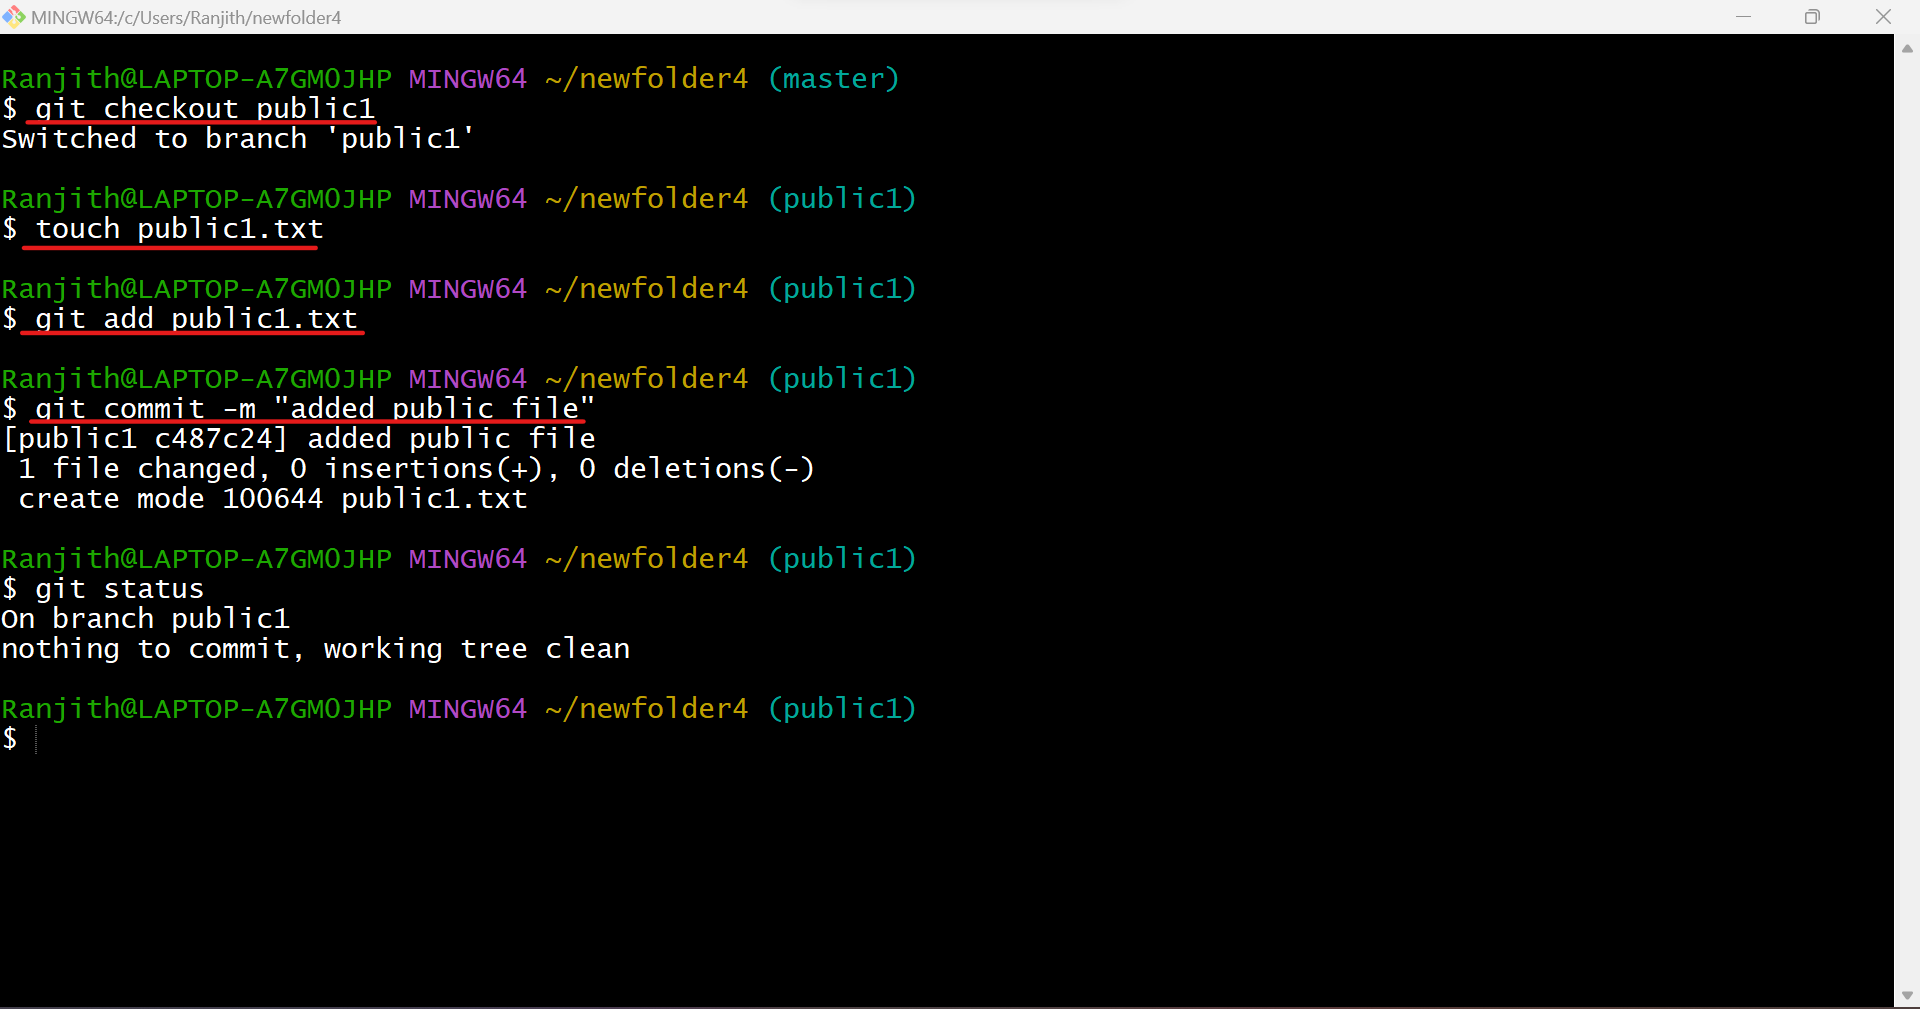 MINGW64:/c/Users/Ranjith/newfolder4
Ranjith@LAPTOP-A7GMOJHP MINGW64 ~/newfolder4 (master)
$ git checkout public1
Switched to branch 'public1'
Ranjith@LAPTOP-A7GMOJHP MINGW64 ~/newfolder4 (public1)
$ touch public1.txt
Ranjith@LAPTOP-A7GMOJHP MINGW64 ~/newfolder4 (public1)
$ git add public1.txt
Ranjith@LAPTOP-A7GMOJHP MINGW64 ~/newfolder4 (public1)
$ git commit -m "added public file"
[public1 c487c24] added public file
 1 file changed, 0 insertions(+), 0 deletions(-)
 create mode 100644 public1.txt
Ranjith@LAPTOP-A7GMOJHP MINGW64 ~/newfolder4 (public1)
$ git status
On branch public1
nothing to commit, working tree clean
Ranjith@LAPTOP-A7GMOJHP MINGW64 ~/newfolder4 (public1)
$